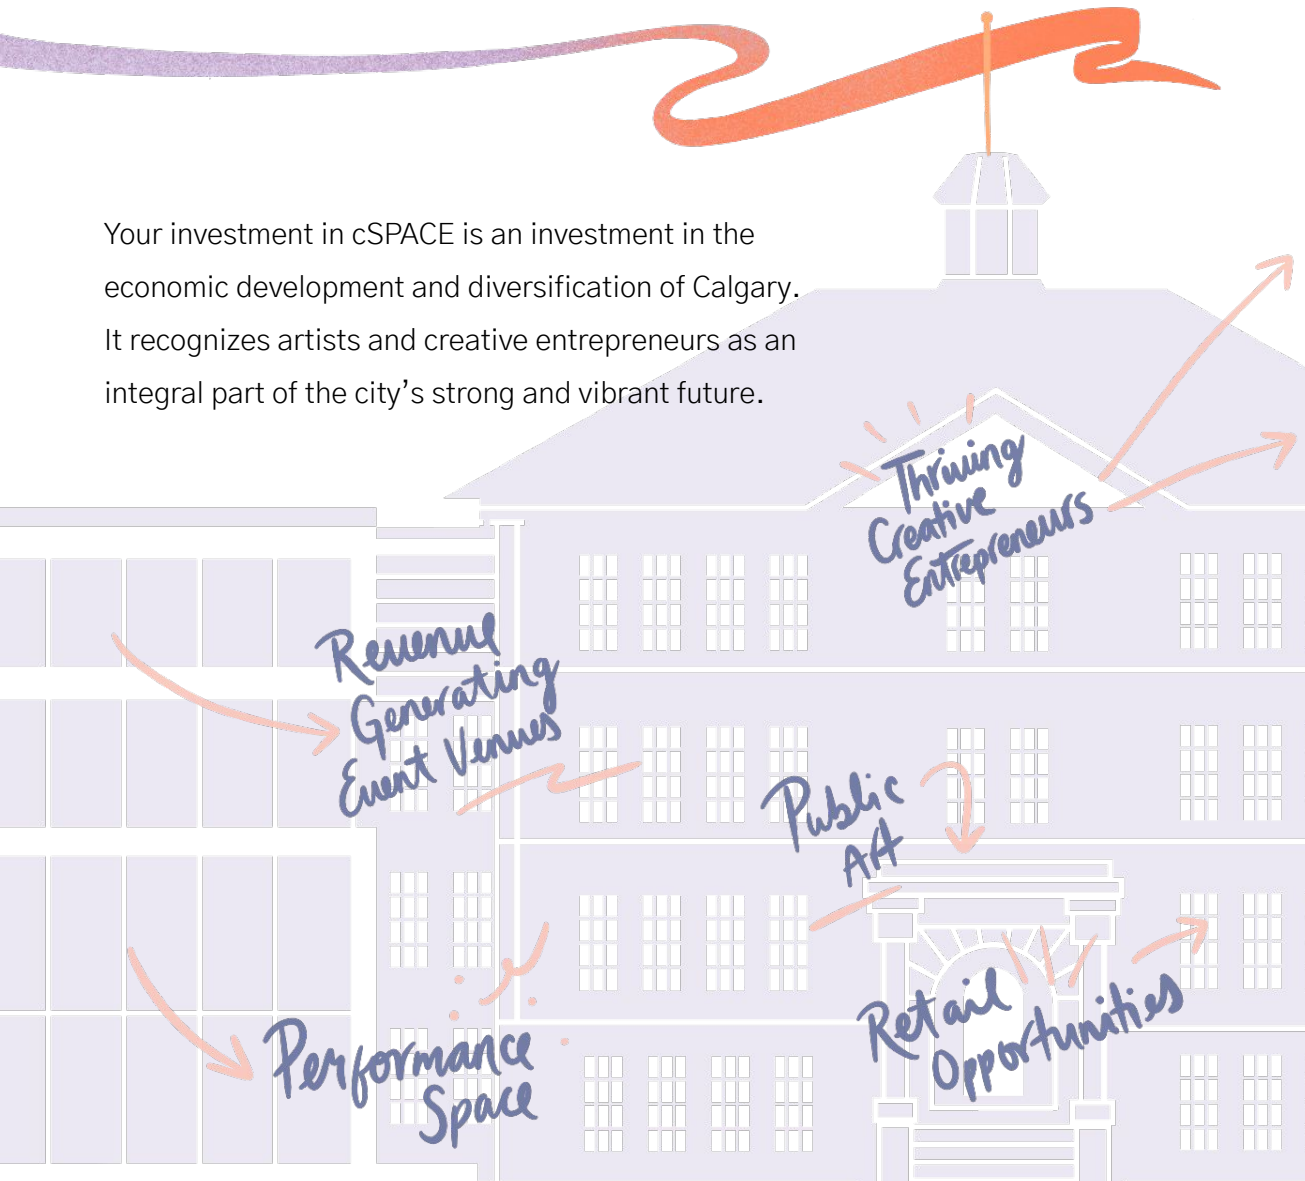 Your investment in cSPACE is an investment in the
economic development and diversification of Calgary.
It recognizes artists and creative entrepreneurs as an
integral part of the city’s strong and vibrant future.
Thriving
Creative
Entrepreneurs
Revenue
Generating
Event Venues
Public
Art
Retail
Opportunities
Performance
Space